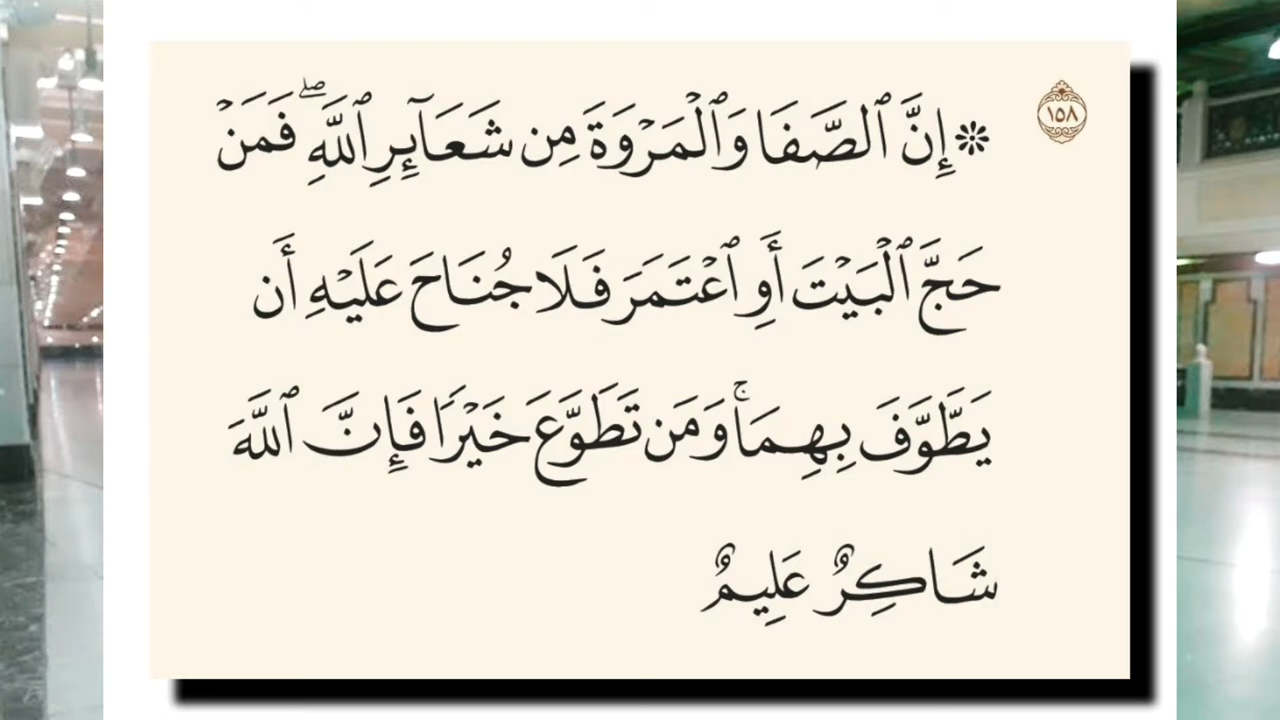 ١٥٨
۞ إِنَّ ٱلصَّفَا وَٱلْمَرْوَةَ مِن شَعَآئِرِ ٱللَّهِ ۖ فَمَنْ
حَجَّ ٱلْبَيْتَ أَوِ ٱعْتَمَرَ فَلَا جُنَاحَ عَلَيْهِ أَن
يَطَّوَّفَ بِهِمَا ۚ وَمَن تَطَوَّعَ خَيْرًا فَإِنَّ ٱللَّهَ
شَاكِرٌ عَلِيمٌ